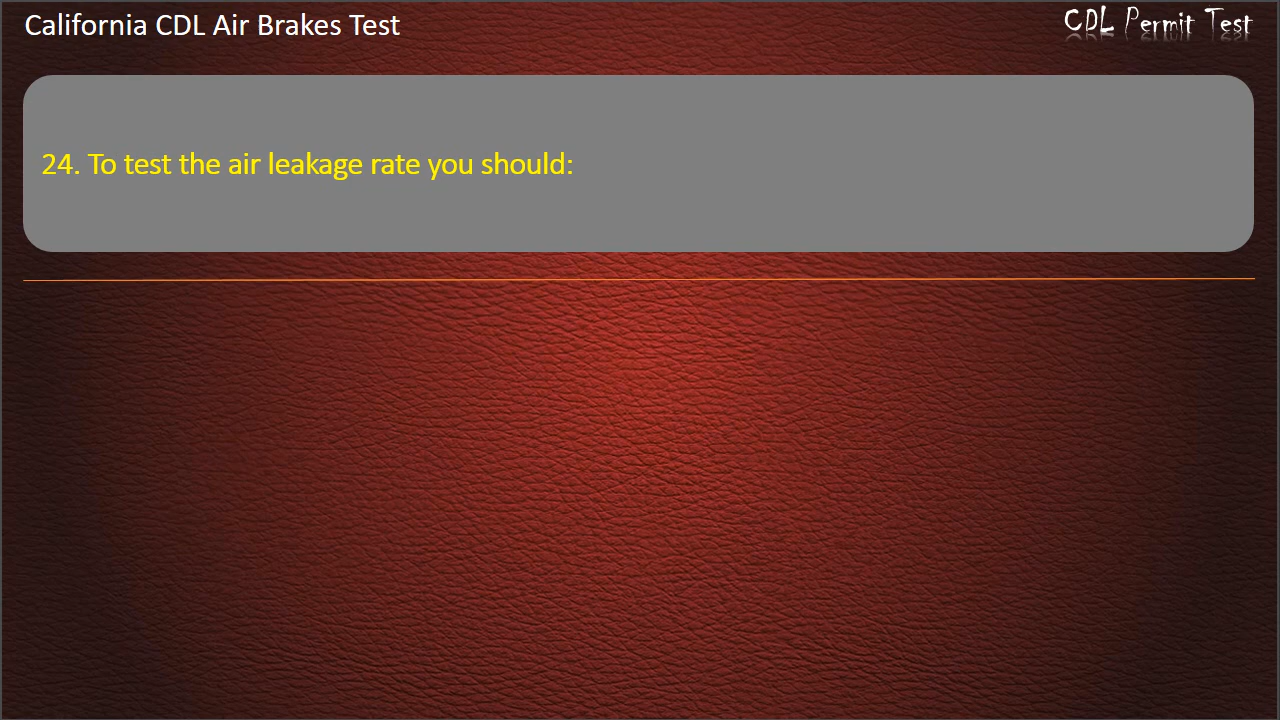 California CDL Air Brakes Test
CDL Permit Test
24. To test the air leakage rate you should: